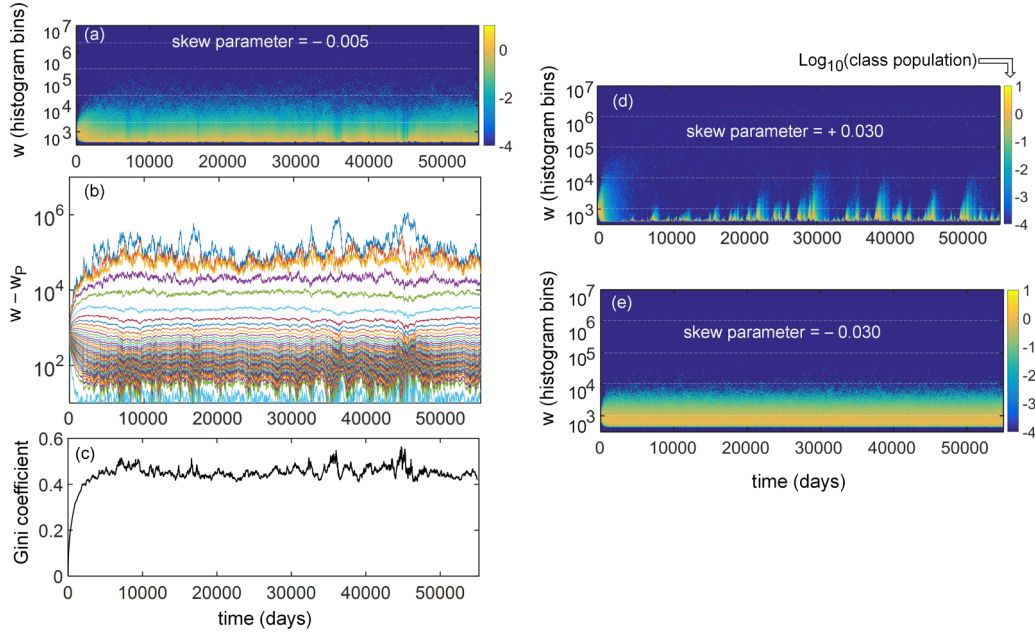 (a)
skew parameter = – 0.005
w (histogram bins)
10^7
10^6
10^5
10^4
10^3
0
-2
-4
0 10000 20000 30000 40000 50000
(b)
w – w_P
10^6
10^4
10^2
0 10000 20000 30000 40000 50000
(c)
Gini coefficient
0.6
0.4
0.2
0
0 10000 20000 30000 40000 50000
time (days)
Log_10(class population)
(d)
skew parameter = + 0.030
w (histogram bins)
10^7
10^6
10^5
10^4
10^3
1
0
-1
-2
-3
-4
0 10000 20000 30000 40000 50000
(e)
skew parameter = – 0.030
w (histogram bins)
10^7
10^6
10^5
10^4
10^3
1
0
-1
-2
-3
-4
0 10000 20000 30000 40000 50000
time (days)